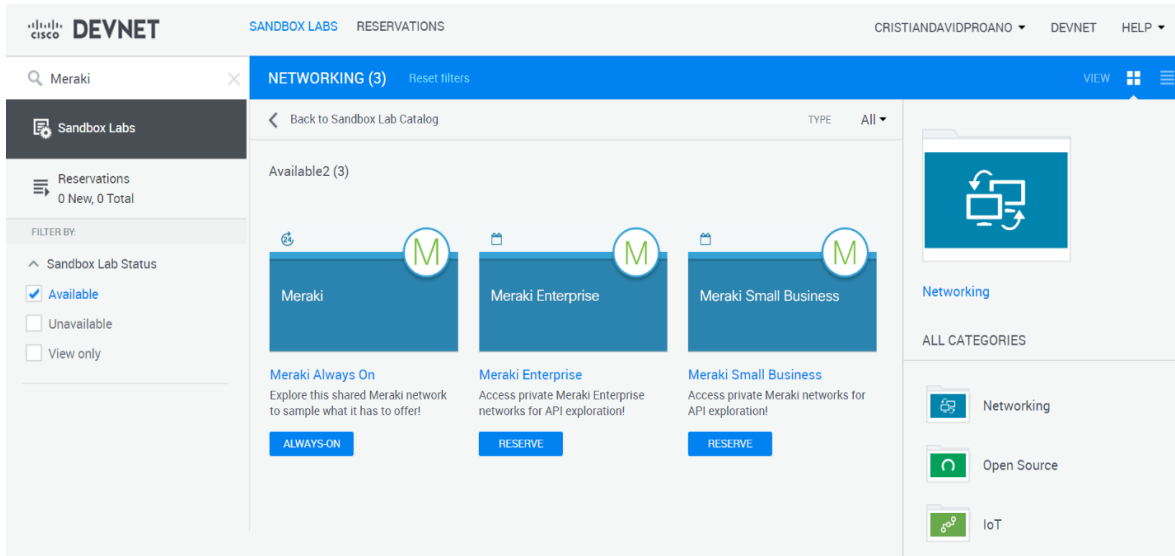 cisco DEVNET
SANDBOX LABS RESERVATIONS
CRISTIANDAVIDPROANO DEVNET HELP
Meraki
NETWORKING (3) Reset filters
VIEW
Sandbox Labs
Reservations
0 New, 0 Total
FILTER BY:
Sandbox Lab Status
Available
Unavailable
View only
Back to Sandbox Lab Catalog
TYPE All
Available2 (3)
24
M
Meraki
Meraki Always On
Explore this shared Meraki network
to sample what it has to offer!
ALWAYS-ON
M
Meraki Enterprise
Meraki Enterprise
Access private Meraki Enterprise
networks for API exploration!
RESERVE
M
Meraki Small Business
Meraki Small Business
Access private Meraki networks for
API exploration!
RESERVE
Networking
ALL CATEGORIES
Networking
Open Source
IoT